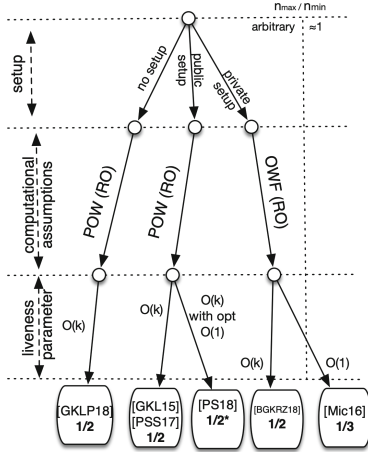 nmax / nmin
arbitrary ≈1
setup
no setup
public
setup
private
setup
computational
assumptions
POW (RO)
POW (RO)
OWF (RO)
liveness
parameter
O(k)
O(k)
with opt
O(1)
O(k)
O(k)
O(1)
[GKLP18]
1/2
[GKL15]
[PSS17]
1/2
[PS18]
1/2*
[BGKRZ18]
1/2
[Mic16]
1/3